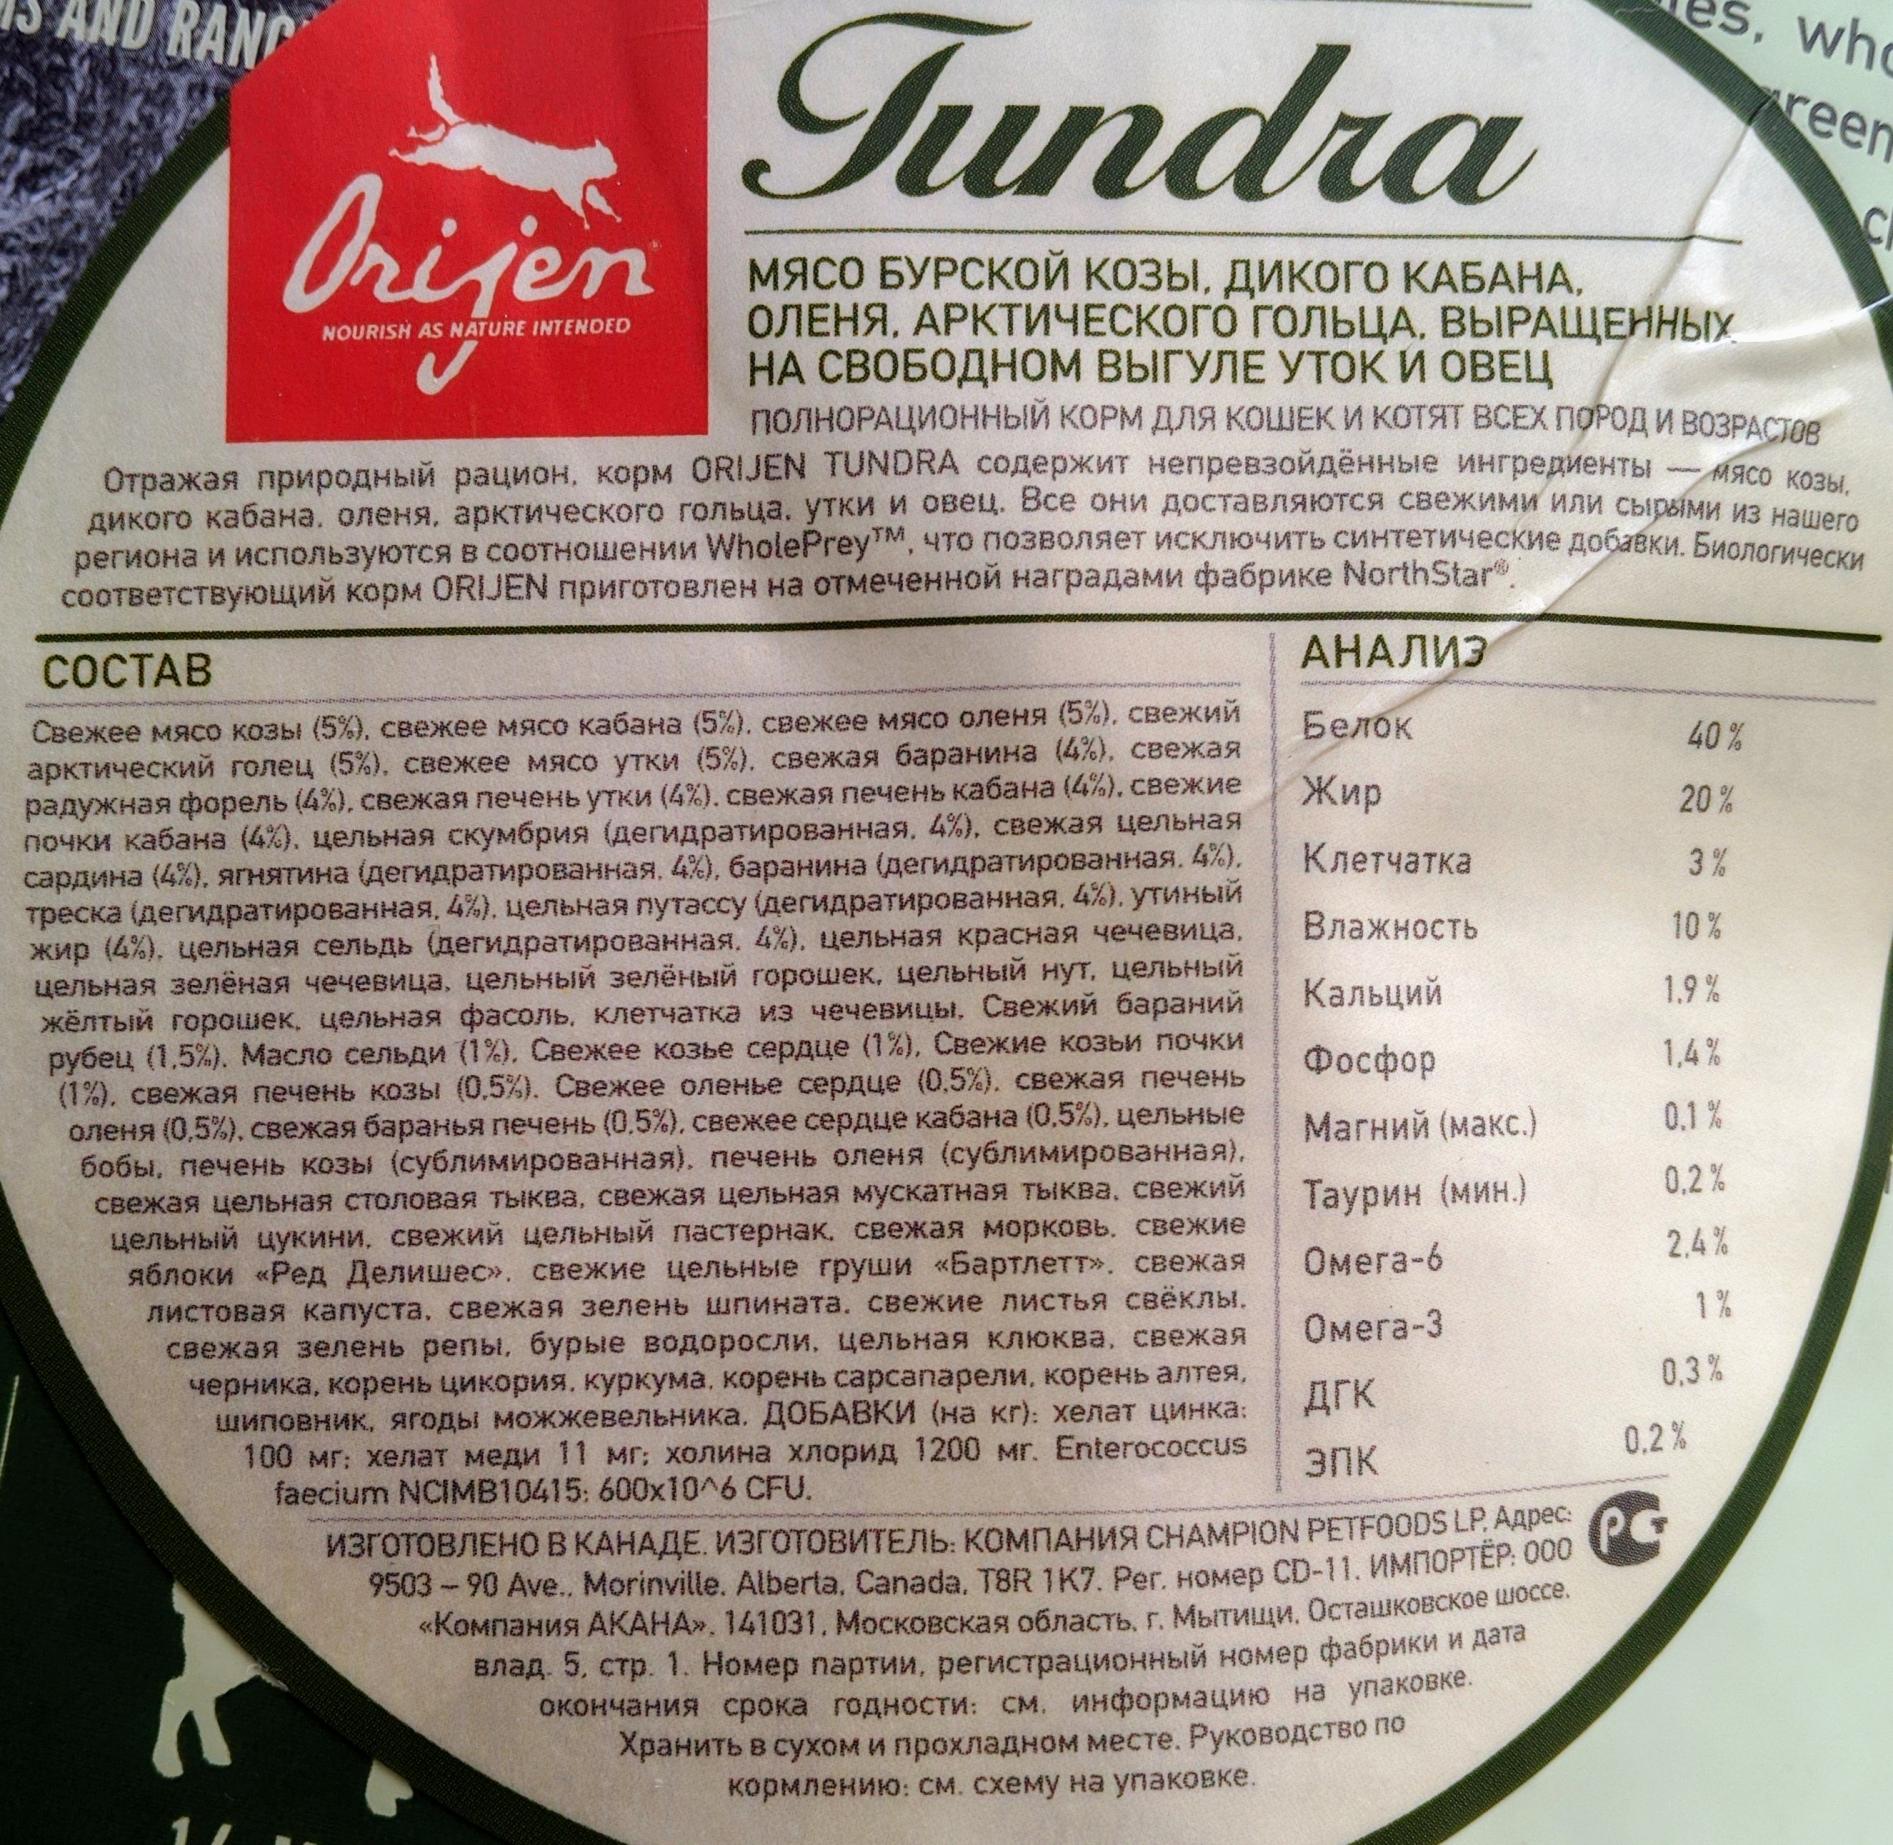 AND RANG
Orijen
NOURISH AS NATURE INTENDED
Tundra
МЯСО БУРСКОЙ КОЗЫ, ДИКОГО КАБАНА,
ОЛЕНЯ, АРКТИЧЕСКОГО ГОЛЬЦА, ВЫРАЩЕННЫХ
НА СВОБОДНОМ ВЫГУЛЕ УТОК И ОВЕЦ
ПОЛНОРАЦИОННЫЙ КОРМ ДЛЯ КОШЕК И КОТЯТ ВСЕХ ПОРОД И ВОЗРАСТОВ
Отражая природный рацион, корм ORIJEN TUNDRA содержит непревзойдённые ингредиенты — мясо козы,
дикого кабана, оленя, арктического гольца, утки и овец. Все они доставляются свежими или сырыми из нашего
региона и используются в соотношении WholePrey™, что позволяет исключить синтетические добавки. Биологически
соответствующий корм ORIJEN приготовлен на отмеченной наградами фабрике NorthStar®.
СОСТАВ
Свежее мясо козы (5%), свежее мясо кабана (5%), свежее мясо оленя (5%), свежий
арктический голец (5%), свежее мясо утки (5%), свежая баранина (4%), свежая
радужная форель (4%), свежая печень утки (4%), свежая печень кабана (4%), свежие
почки кабана (4%), цельная скумбрия (дегидратированная, 4%), свежая цельная
сардина (4%), ягнятина (дегидратированная, 4%), баранина (дегидратированная, 4%),
треска (дегидратированная, 4%), цельная путассу (дегидратированная, 4%), утиный
жир (4%), цельная сельдь (дегидратированная, 4%), цельная красная чечевица,
цельная зелёная чечевица, цельный зелёный горошек, цельный нут, цельный
жёлтый горошек, цельная фасоль, клетчатка из чечевицы, Свежий бараний
рубец (1,5%), Масло сельди (1%), Свежее козье сердце (1%), Свежие козьи почки
(1%), свежая печень козы (0,5%), Свежее оленье сердце (0,5%), свежая печень
оленя (0,5%), свежая баранья печень (0,5%), свежее сердце кабана (0,5%), цельные
бобы, печень козы (сублимированная), печень оленя (сублимированная),
свежая цельная столовая тыква, свежая цельная мускатная тыква, свежий
цельный цукини, свежий цельный пастернак, свежая морковь, свежие
яблоки «Ред Делишес», свежие цельные груши «Бартлетт», свежая
листовая капуста, свежая зелень шпината, свежие листья свёклы,
свежая зелень репы, бурые водоросли, цельная клюква, свежая
черника, корень цикория, куркума, корень сарсапарели, корень алтея,
шиповник, ягоды можжевельника. ДОБАВКИ (на кг): хелат цинка:
100 мг; хелат меди 11 мг; холина хлорид 1200 мг. Enterococcus
faecium NCIMB10415: 600x10^6 CFU.
АНАЛИЗ
Белок 40 %
Жир 20 %
Клетчатка 3 %
Влажность 10 %
Кальций 1.9 %
Фосфор 1,4 %
Магний (макс.) 0,1 %
Таурин (мин.) 0,2 %
Омега-6 2,4 %
Омега-3 1 %
ДГК 0,3 %
ЭПК 0,2 %
ИЗГОТОВЛЕНО В КАНАДЕ. ИЗГОТОВИТЕЛЬ: КОМПАНИЯ CHAMPION PETFOODS LP, Адрес:
9503 – 90 Ave., Morinville, Alberta, Canada, T8R 1K7. Рег. номер CD-11. ИМПОРТЁР: ООО
«Компания АКАНА», 141031, Московская область, г. Мытищи, Осташковское шоссе,
влад. 5, стр. 1. Номер партии, регистрационный номер фабрики и дата
окончания срока годности: см. информацию на упаковке.
Хранить в сухом и прохладном месте. Руководство по
кормлению: см. схему на упаковке.